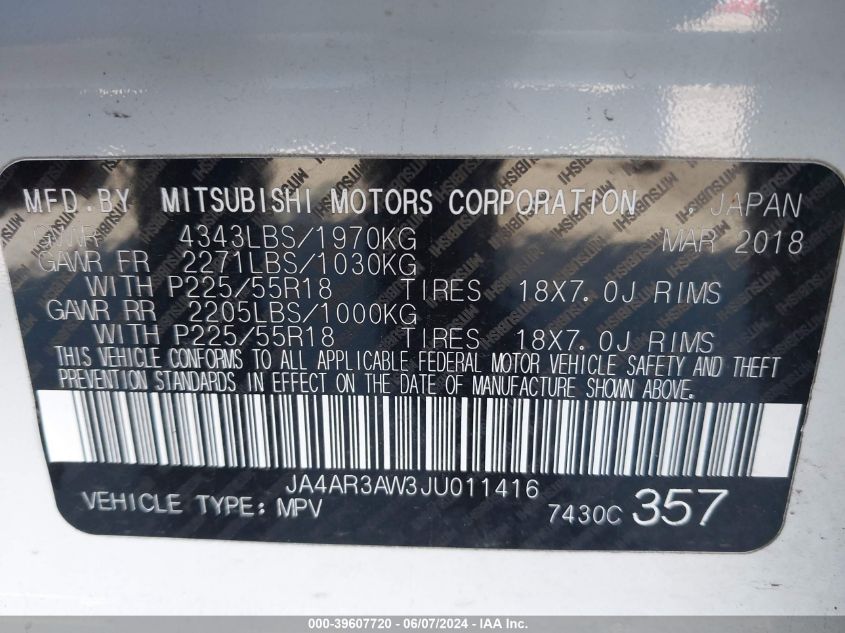 MFD.BY MITSUBISHI MOTORS CORPORATION , JAPAN
GVWR 4343LBS/1970KG MAR 2018
GAWR FR 2271LBS/1030KG
WITH P225/55R18 TIRES 18X7.0J RIMS
GAWR RR 2205LBS/1000KG
WITH P225/55R18 TIRES 18X7.0J RIMS
THIS VEHICLE CONFORMS TO ALL APPLICABLE FEDERAL MOTOR VEHICLE SAFETY AND THEFT
PREVENTION STANDARDS IN EFFECT ON THE DATE OF MANUFACTURE SHOWN ABOVE.
JA4AR3AW3JU011416
VEHICLE TYPE: MPV 7430C 357
000-39607720 - 06/07/2024 - IAA Inc.